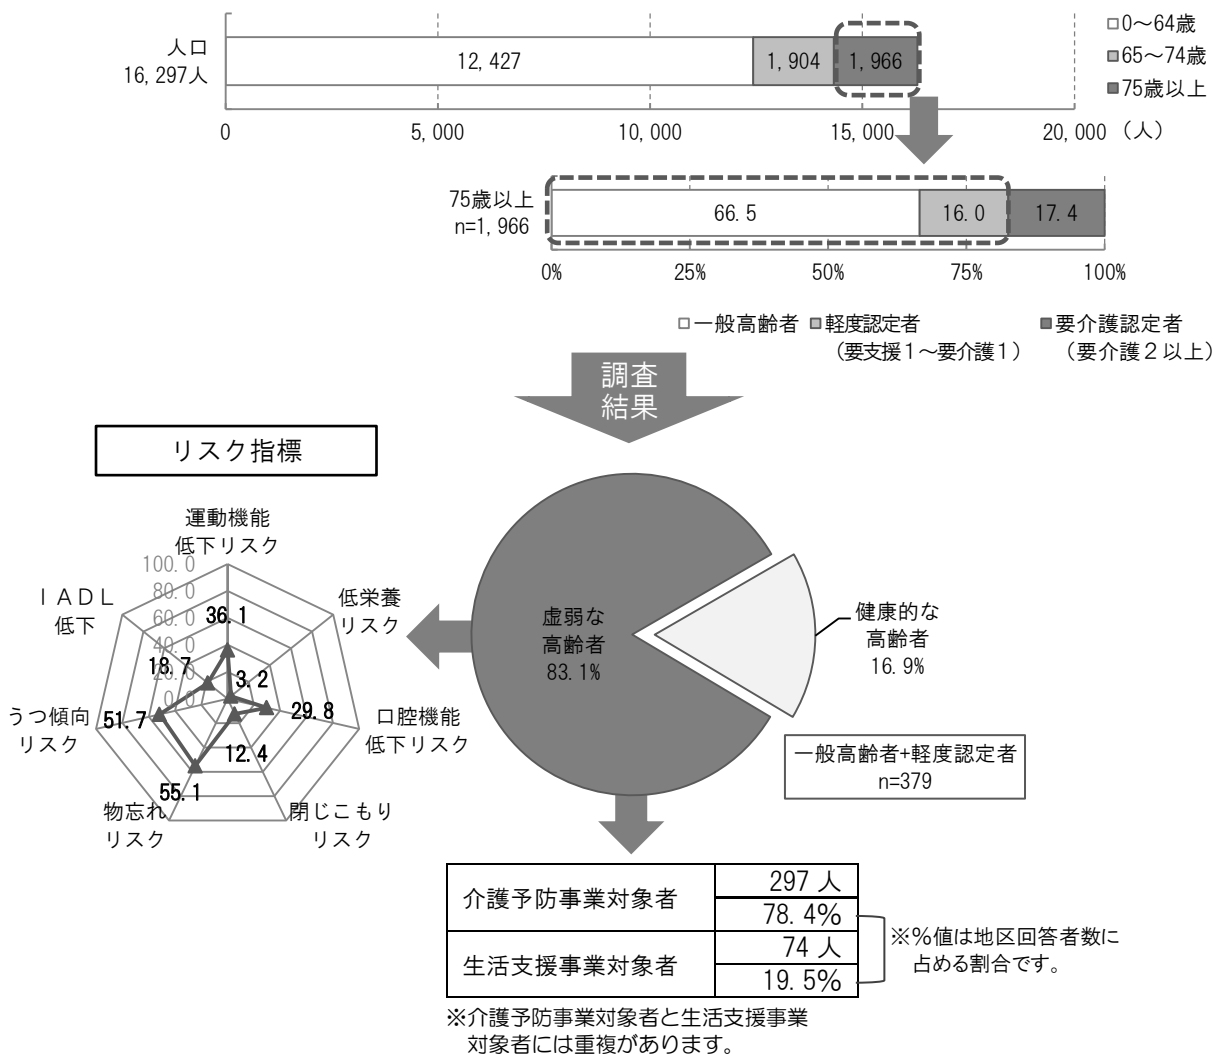 人口
16,297人
12,427
1,904
1,966
□0～64歳
■65～74歳
■75歳以上
0
5,000
10,000
15,000
20,000
（人）
75歳以上
n=1,966
66.5
16.0
17.4
0%
25%
50%
75%
100%
□一般高齢者
■軽度認定者
（要支援１～要介護１）
■要介護認定者
（要介護２以上）
調査
結果
リスク指標
運動機能
低下リスク
低栄養
リスク
口腔機能
低下リスク
閉じこもり
リスク
物忘れ
リスク
うつ傾向
リスク
ＩＡＤＬ
低下
100.0
80.0
60.0
40.0
20.0
0.0
36.1
3.2
29.8
12.4
55.1
51.7
18.7
虚弱な
高齢者
83.1%
健康的な
高齢者
16.9%
一般高齢者+軽度認定者
n=379
介護予防事業対象者
297 人
78.4%
生活支援事業対象者
74 人
19.5%
※%値は地区回答者数に
占める割合です。
※介護予防事業対象者と生活支援事業
対象者には重複があります。